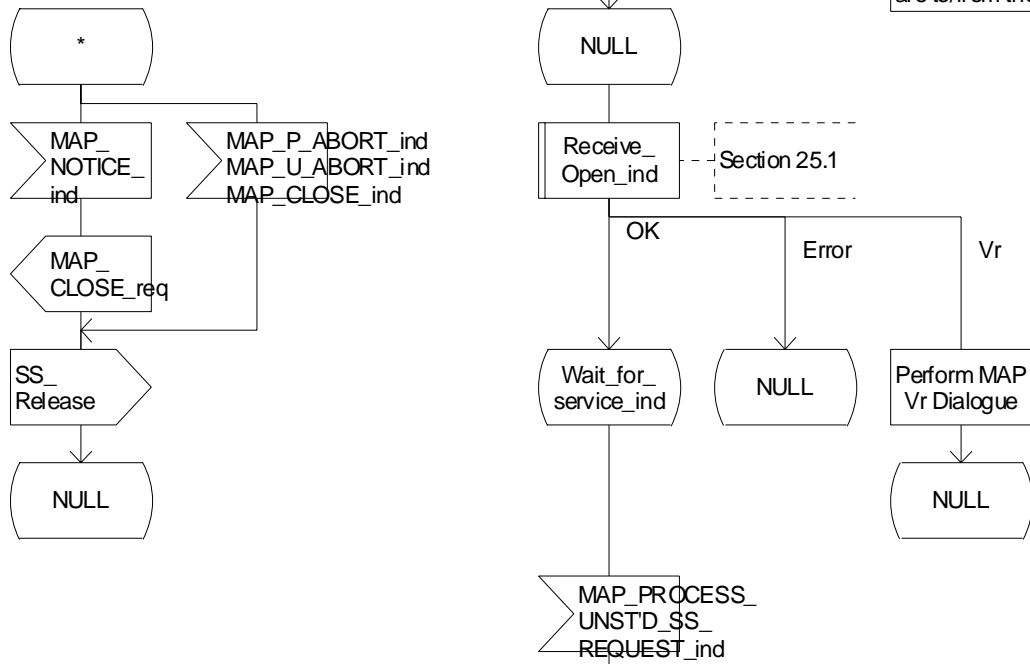 *
MAP_
NOTICE_
ind
MAP_P_ABORT_ind
MAP_U_ABORT_ind
MAP_CLOSE_ind
MAP_
CLOSE_req
SS_
Release
NULL
NULL
Receive_
Open_ind
Section 25.1
OK
Error
Vr
Wait_for_
service_ind
NULL
Perform MAP
Vr Dialogue
NULL
MAP_PROCESS_
UNST'D_SS_
REQUEST_ind